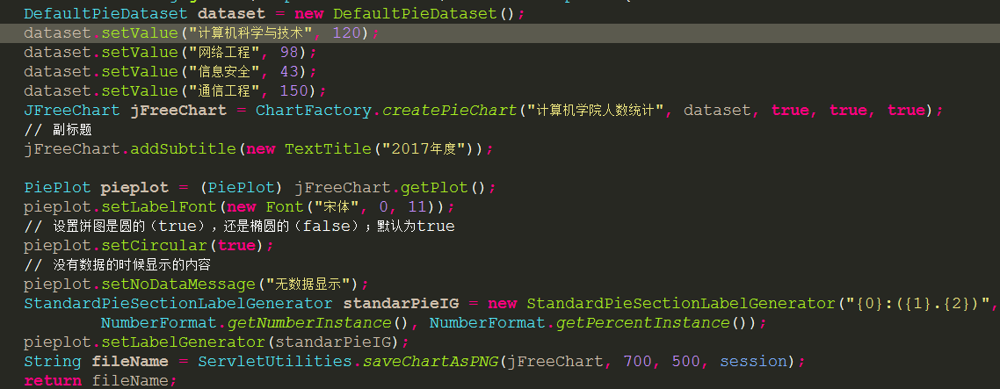 DefaultPieDataset dataset = new DefaultPieDataset();
dataset.setValue("计算机科学与技术", 120);
dataset.setValue("网络工程", 98);
dataset.setValue("信息安全", 43);
dataset.setValue("通信工程", 150);
JFreeChart jFreeChart = ChartFactory.createPieChart("计算机学院人数统计", dataset, true, true, true);
// 副标题
jFreeChart.addSubtitle(new TextTitle("2017年度"));
PiePlot pieplot = (PiePlot) jFreeChart.getPlot();
pieplot.setLabelFont(new Font("宋体", 0, 11));
// 设置饼图是圆的（true），还是椭圆的（false）；默认为true
pieplot.setCircular(true);
// 没有数据的时候显示的内容
pieplot.setNoDataMessage("无数据显示");
StandardPieSectionLabelGenerator standarPieIG = new StandardPieSectionLabelGenerator("{0}:({1}.{2})",
NumberFormat.getNumberInstance(), NumberFormat.getPercentInstance());
pieplot.setLabelGenerator(standarPieIG);
String fileName = ServletUtilities.saveChartAsPNG(jFreeChart, 700, 500, session);
return fileName;